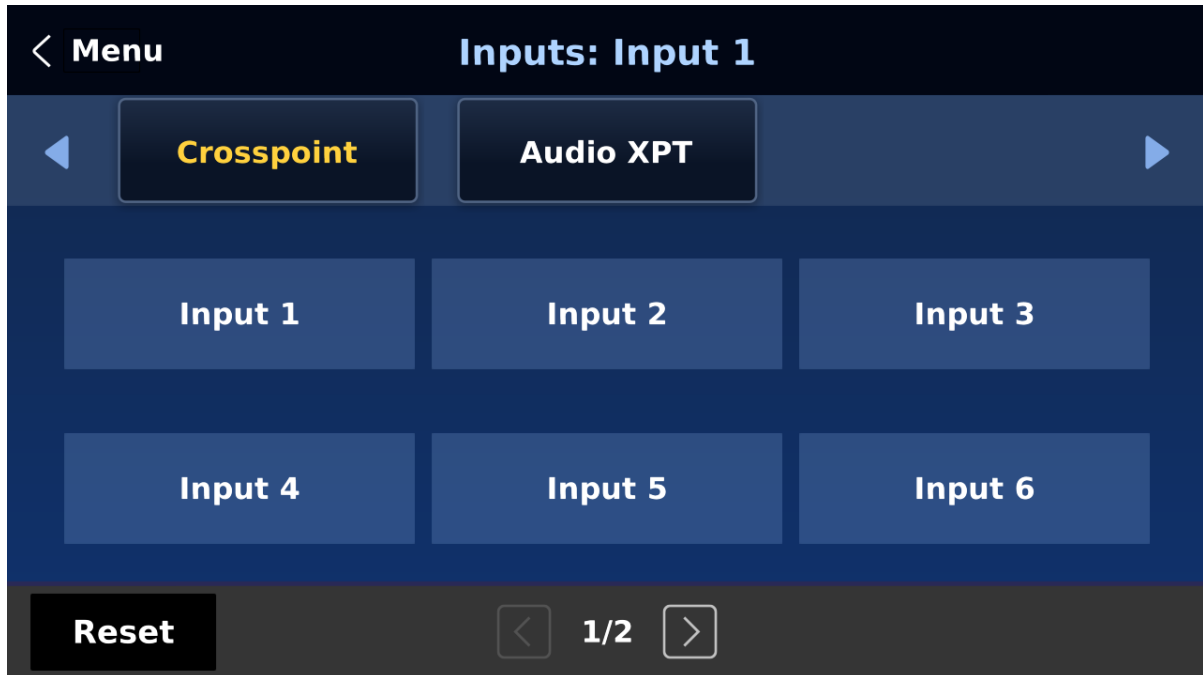 Menu
Inputs: Input 1
Crosspoint
Audio XPT
Input 1
Input 2
Input 3
Input 4
Input 5
Input 6
Reset
1/2